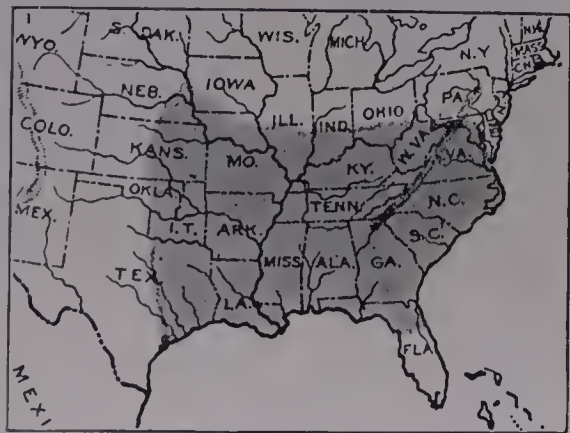 S. DAK.
WIS.
MICH
N.Y
N.H.
MASS
CN.
WYO.
NEB.
IOWA
ILL.
IND.
OHIO
PA.
COLO.
KANS.
MO.
KY.
W.VA.
VA.
OKLA.
TENN.
N.C.
MEX.
I.T.
ARK.
S.C.
TEX.
LA.
MISS.
ALA.
GA.
FLA
MEXI